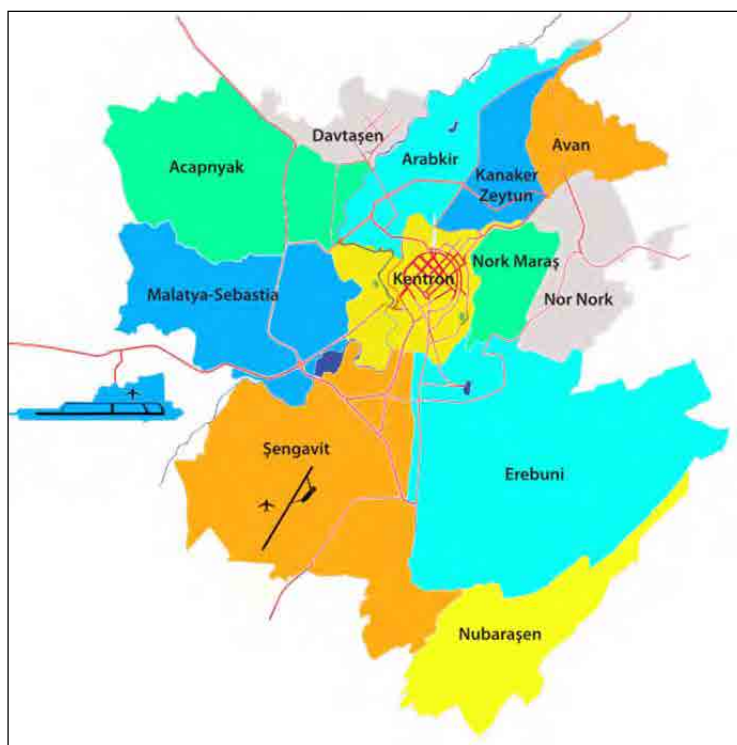 Davtaşen
Arabkir
Avan
Acapnyak
Kanaker
Zeytun
Nork Maraş
Kentron
Malatya-Sebastia
Nor Nork
Şengavit
Erebuni
Nubaraşen